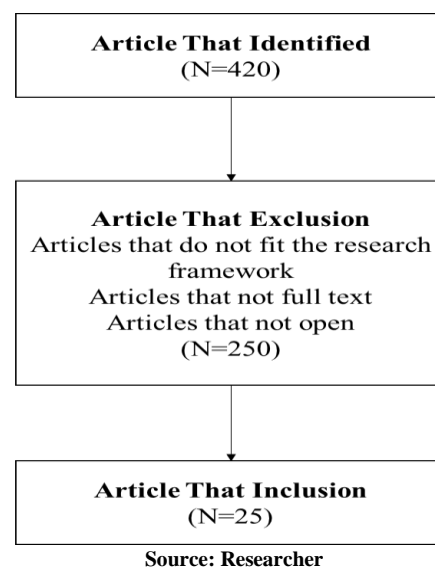 Article That Identified
(N=420)
Article That Exclusion
Articles that do not fit the research
framework
Articles that not full text
Articles that not open
(N=250)
Article That Inclusion
(N=25)
Source: Researcher